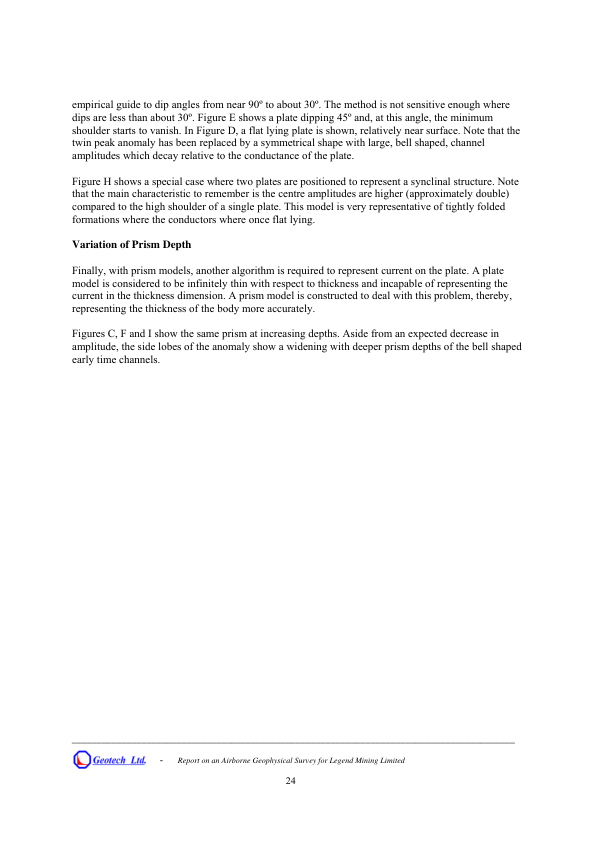 empirical guide to dip angles from near 90º to about 30º. The method is not sensitive enough where
dips are less than about 30º. Figure E shows a plate dipping 45º and, at this angle, the minimum
shoulder starts to vanish. In Figure D, a flat lying plate is shown, relatively near surface. Note that the
twin peak anomaly has been replaced by a symmetrical shape with large, bell shaped, channel
amplitudes which decay relative to the conductance of the plate.
Figure H shows a special case where two plates are positioned to represent a synclinal structure. Note
that the main characteristic to remember is the centre amplitudes are higher (approximately double)
compared to the high shoulder of a single plate. This model is very representative of tightly folded
formations where the conductors where once flat lying.
Variation of Prism Depth
Finally, with prism models, another algorithm is required to represent current on the plate. A plate
model is considered to be infinitely thin with respect to thickness and incapable of representing the
current in the thickness dimension. A prism model is constructed to deal with this problem, thereby,
representing the thickness of the body more accurately.
Figures C, F and I show the same prism at increasing depths. Aside from an expected decrease in
amplitude, the side lobes of the anomaly show a widening with deeper prism depths of the bell shaped
early time channels.
Geotech Ltd. - Report on an Airborne Geophysical Survey for Legend Mining Limited
24